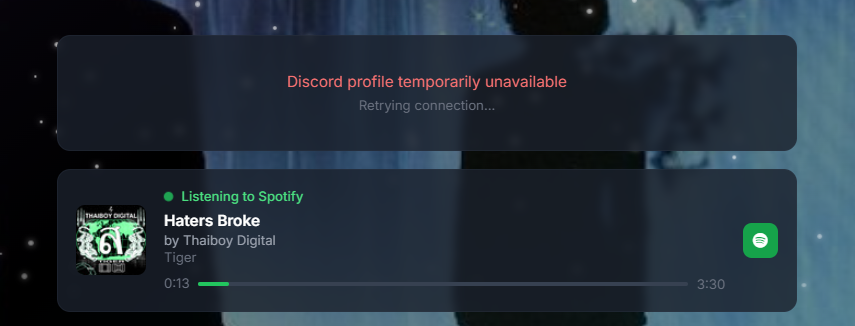 Discord profile temporarily unavailable
Retrying connection...
Listening to Spotify
Haters Broke
by Thaiboy Digital
Tiger
0:13
3:30
THAIBOY DIGITAL
TIGER